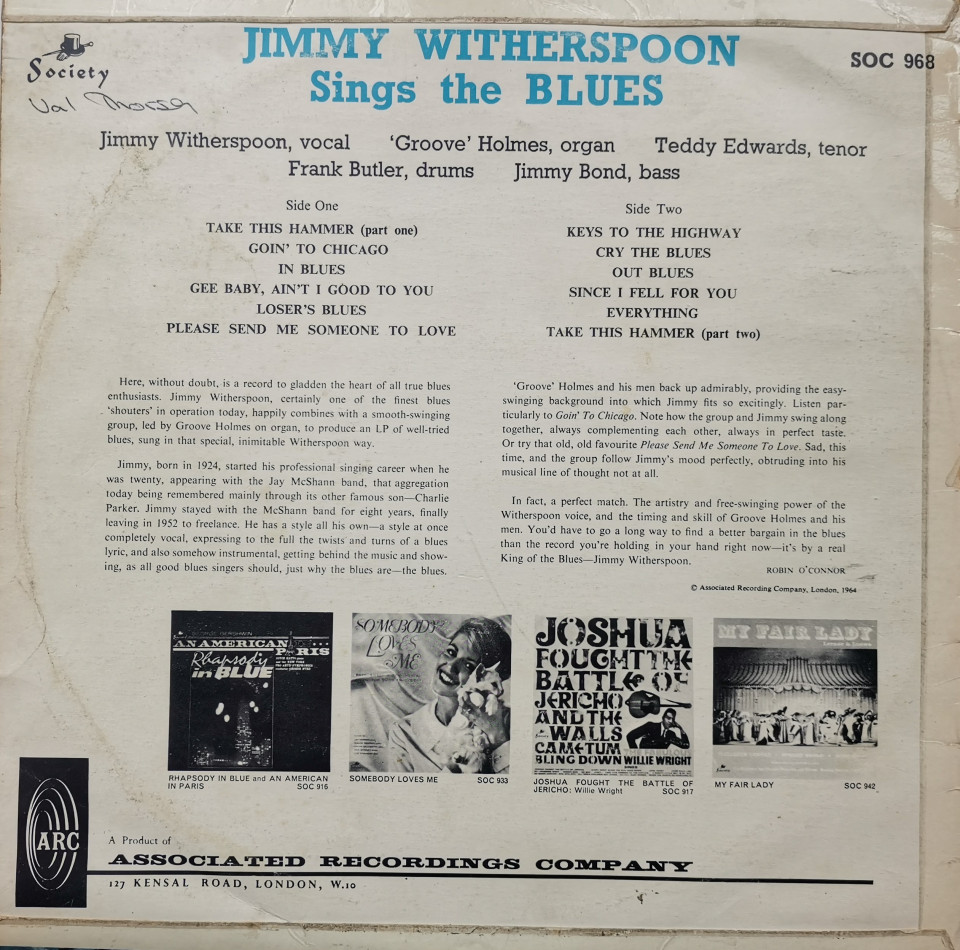 JIMMY WITHERSPOON
Sings the BLUES
SOC 968
Society
Val
Jimmy Witherspoon, vocal ‘Groove’ Holmes, organ Teddy Edwards, tenor
Frank Butler, drums Jimmy Bond, bass
Side One
TAKE THIS HAMMER (part one)
GOIN’ TO CHICAGO
IN BLUES
GEE BABY, AIN’T I GOOD TO YOU
LOSER’S BLUES
PLEASE SEND ME SOMEONE TO LOVE
Side Two
KEYS TO THE HIGHWAY
CRY THE BLUES
OUT BLUES
SINCE I FELL FOR YOU
EVERYTHING
TAKE THIS HAMMER (part two)
Here, without doubt, is a record to gladden the heart of all true blues
enthusiasts. Jimmy Witherspoon, certainly one of the finest blues
‘shouters’ in operation today, happily combines with a smooth-swinging
group, led by Groove Holmes on organ, to produce an LP of well-tried
blues, sung in that special, inimitable Witherspoon way.
Jimmy, born in 1924, started his professional singing career when he
was twenty, appearing with the Jay McShann band, that aggregation
today being remembered mainly through its other famous son—Charlie
Parker. Jimmy stayed with the McShann band for eight years, finally
leaving in 1952 to freelance. He has a style all his own—a style at once
completely vocal, expressing to the full the twists and turns of a blues
lyric, and also somehow instrumental, getting behind the music and show-
ing, as all good blues singers should, just why the blues are—the blues.
‘Groove’ Holmes and his men back up admirably, providing the easy-
swinging background into which Jimmy fits so excitingly. Listen par-
ticularly to Goin’ To Chicago. Note how the group and Jimmy swing along
together, always complementing each other, always in perfect taste.
Or try that old, old favourite Please Send Me Someone To Love. Sad, this
time, and the group follow Jimmy’s mood perfectly, obtruding into his
musical line of thought not at all.
In fact, a perfect match. The artistry and free-swinging power of the
Witherspoon voice, and the timing and skill of Groove Holmes and his
men. You’d have to go a long way to find a better bargain in the blues
than the record you’re holding in your hand right now—it’s by a real
King of the Blues—Jimmy Witherspoon.
ROBIN O’CONNOR
© Associated Recording Company, London, 1964
GEORGE GERSHWIN
AN AMERICAN IN PARIS
Rhapsody
in BLUE
RHAPSODY IN BLUE and AN AMERICAN
IN PARIS SOC 916
SOMEBODY
LOVES
ME
SOMEBODY LOVES ME SOC 933
JOSHUA
FOUGHT THE
BATTLE OF
JERICHO
AND THE
WALLS
CAME TUM
BLING DOWN
THE FABULOUS
WILLIE WRIGHT
JOSHUA FOUGHT THE BATTLE OF
JERICHO: Willie Wright SOC 917
MY FAIR LADY
MY FAIR LADY SOC 942
ARC
A Product of
ASSOCIATED RECORDINGS COMPANY
127 KENSAL ROAD, LONDON, W.10